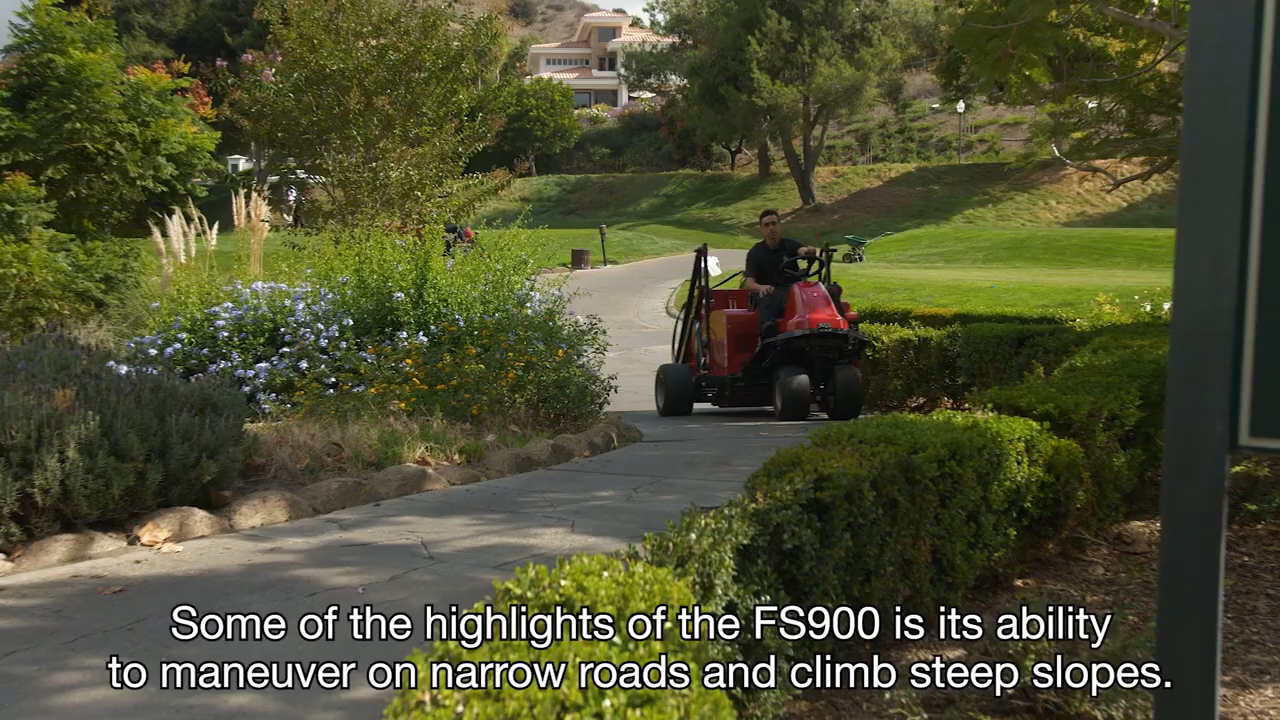 Some of the highlights of the FS900 is its ability
to maneuver on narrow roads and climb steep slopes.